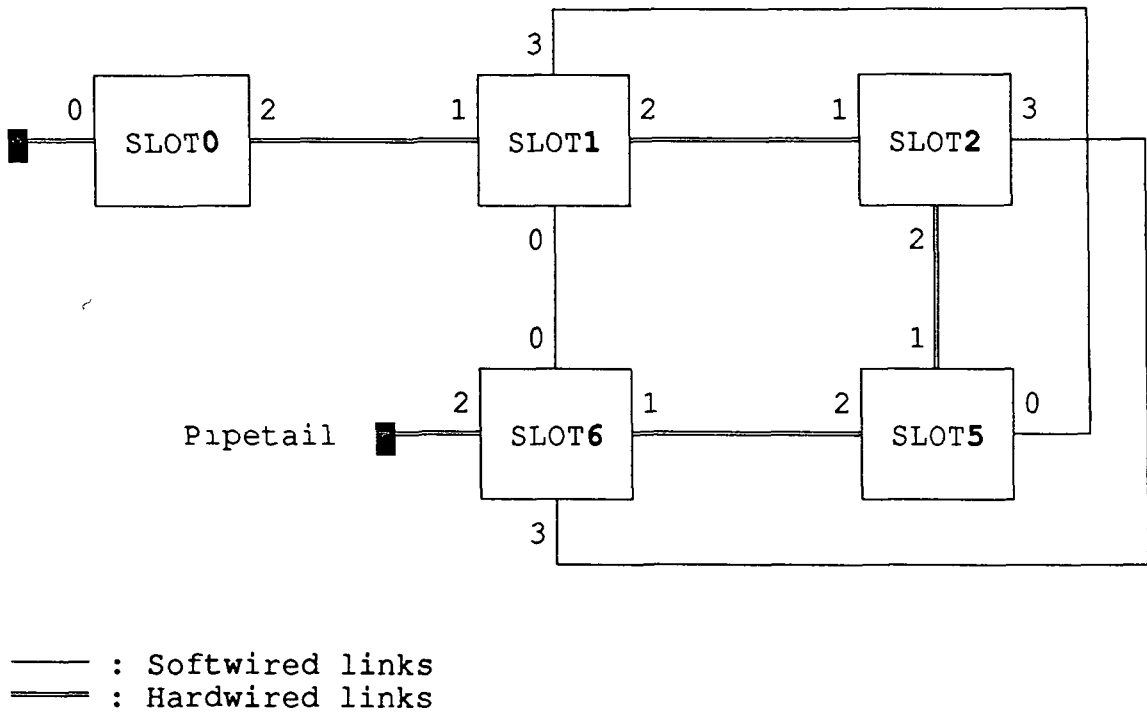 3
0 2 1 2 1 3
SLOT0 SLOT1 SLOT2
0 2
0 1
2 1 2 0
Pipetail SLOT6 SLOT5
3
: Softwired links
: Hardwired links